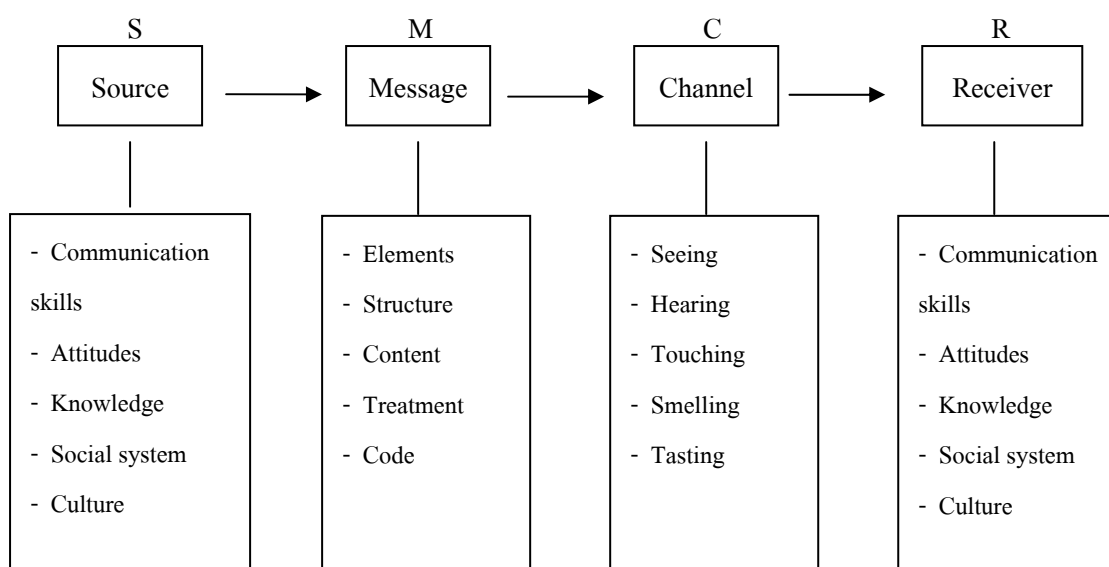 S
M
C
R
Source
Message
Channel
Receiver
- Communication
skills
- Attitudes
- Knowledge
- Social system
- Culture
- Elements
- Structure
- Content
- Treatment
- Code
- Seeing
- Hearing
- Touching
- Smelling
- Tasting
- Communication
skills
- Attitudes
- Knowledge
- Social system
- Culture